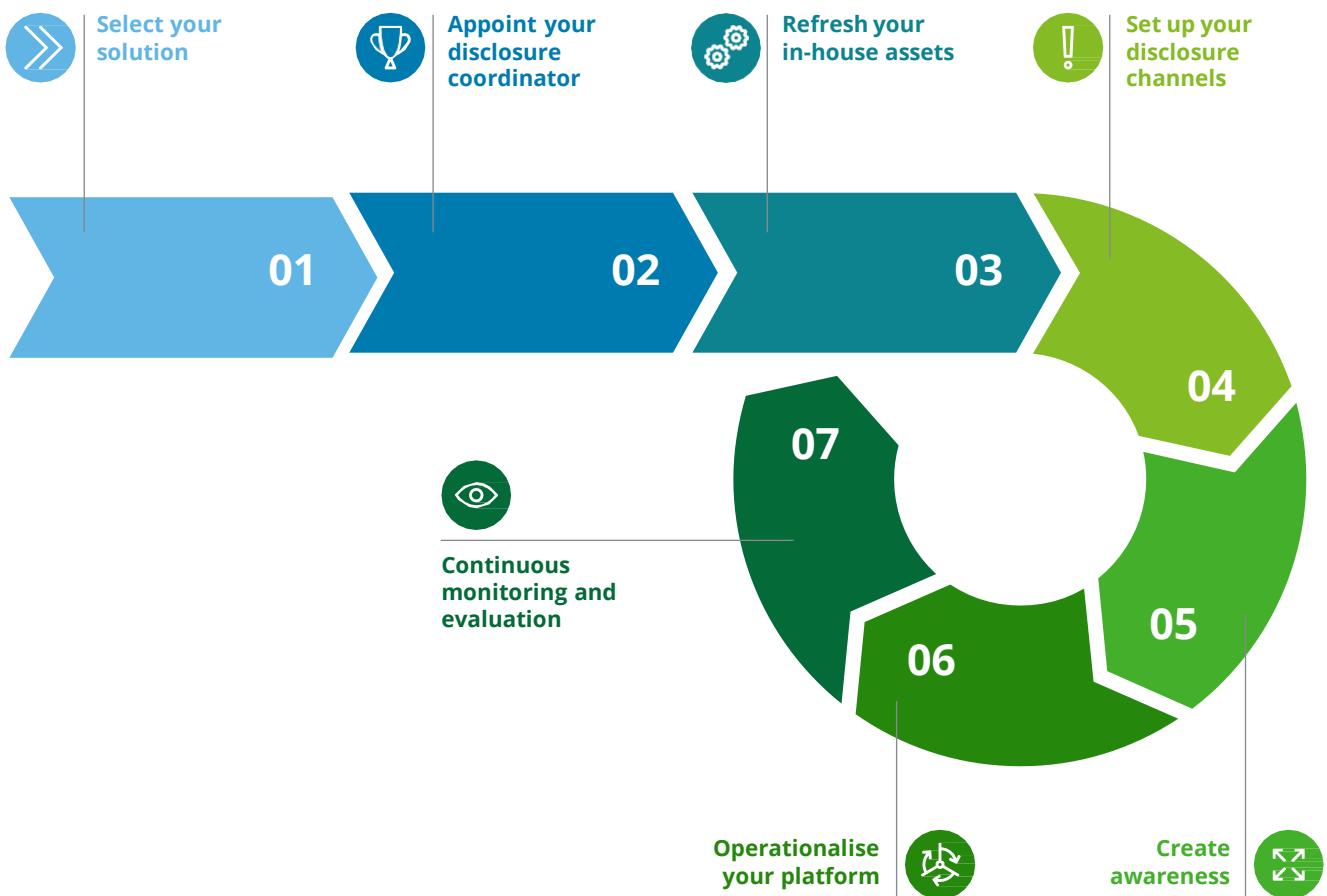 Select your
solution
Appoint your
disclosure
coordinator
Refresh your
in-house assets
Set up your
disclosure
channels
01
02
03
04
05
06
07
Continuous
monitoring and
evaluation
Operationalise
your platform
Create
awareness